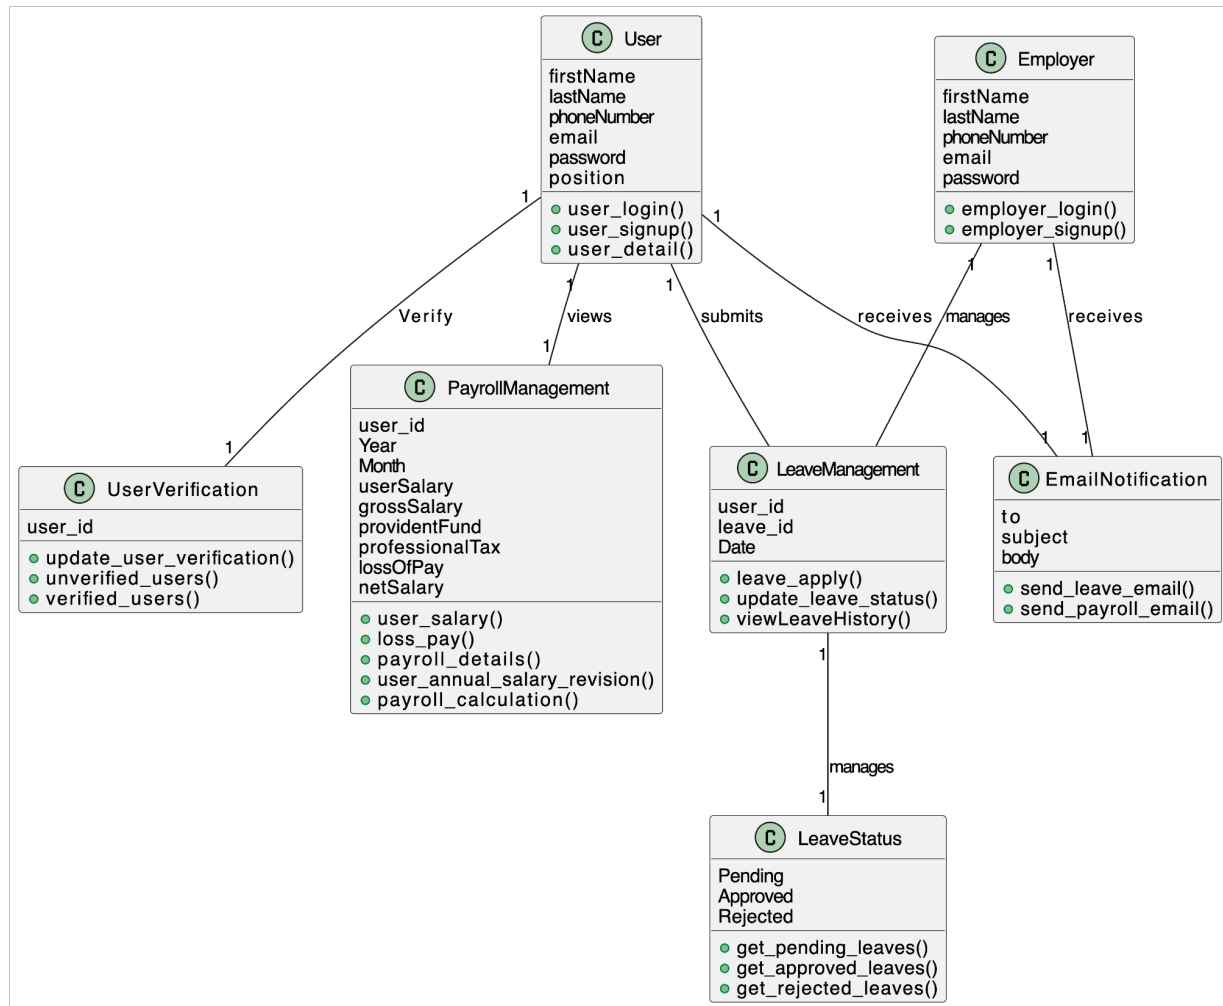 C User
firstName
lastName
phoneNumber
email
password
position
user_login()
user_signup()
user_detail()
C Employer
firstName
lastName
phoneNumber
email
password
employer_login()
employer_signup()
1
1
1
1
1
1
Verify
views
submits
receives
manages
receives
1
1
1
1
C UserVerification
user_id
update_user_verification()
unverified_users()
verified_users()
C PayrollManagement
user_id
Year
Month
userSalary
grossSalary
providentFund
professionalTax
lossOfPay
netSalary
user_salary()
loss_pay()
payroll_details()
user_annual_salary_revision()
payroll_calculation()
C LeaveManagement
user_id
leave_id
Date
leave_apply()
update_leave_status()
viewLeaveHistory()
C EmailNotification
to
subject
body
send_leave_email()
send_payroll_email()
1
manages
1
C LeaveStatus
Pending
Approved
Rejected
get_pending_leaves()
get_approved_leaves()
get_rejected_leaves()